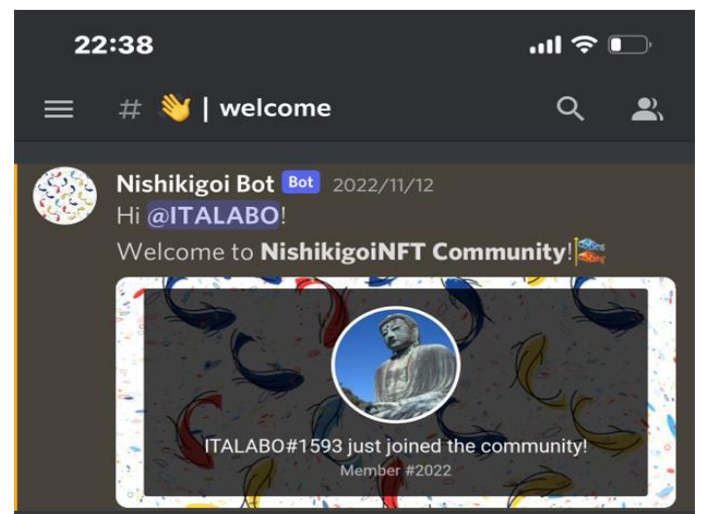 22:38
# 👋 | welcome
Nishikigoi Bot Bot 2022/11/12
Hi @ITALABO!
Welcome to NishikigoiNFT Community!🎏
ITALABO#1593 just joined the community!
Member #2022